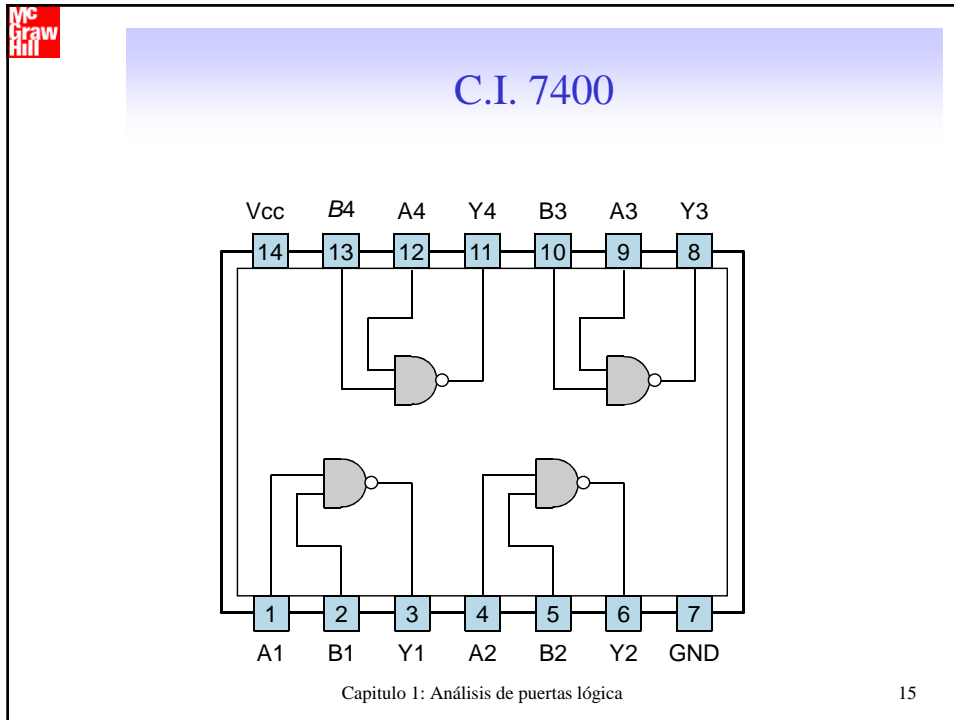 Mc
Graw
Hill
C.I. 7400
Vcc B4 A4 Y4 B3 A3 Y3
14 13 12 11 10 9 8
1 2 3 4 5 6 7
A1 B1 Y1 A2 B2 Y2 GND
Capitulo 1: Análisis de puertas lógica 15